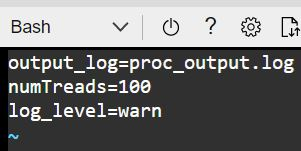 Bash
?
output_log=proc_output.log
numTreads=100
log_level=warn
~